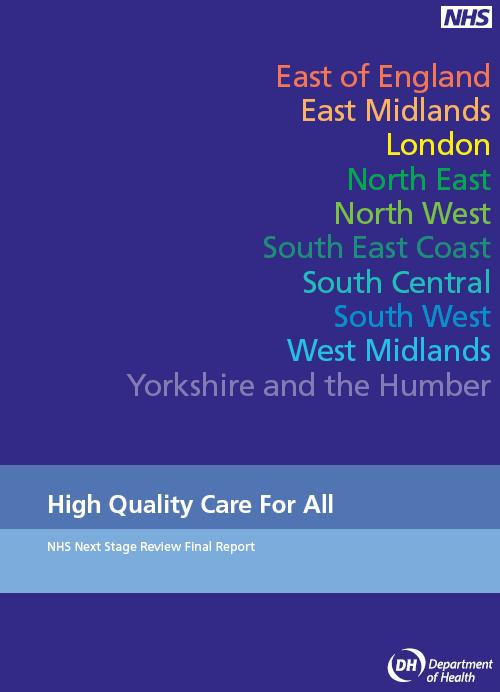 NHS
East of England
East Midlands
London
North East
North West
South East Coast
South Central
South West
West Midlands
Yorkshire and the Humber
High Quality Care For All
NHS Next Stage Review Final Report
DH Department
of Health